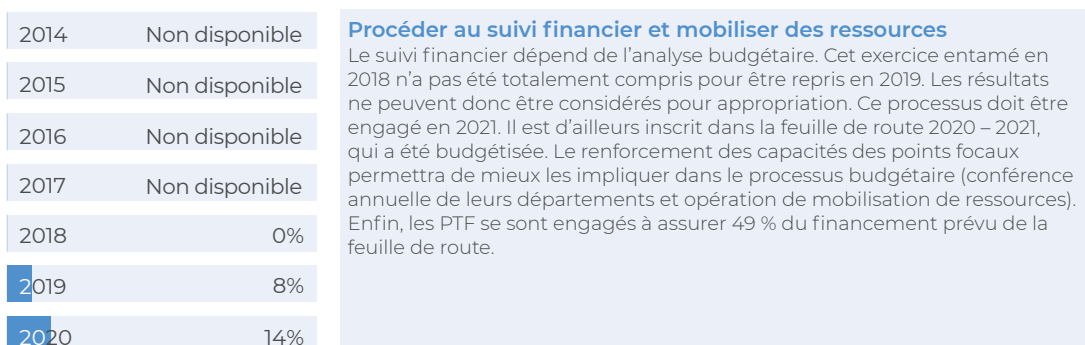 2014 Non disponible
2015 Non disponible
2016 Non disponible
2017 Non disponible
2018 0%
2019 8%
2020 14%
Procéder au suivi financier et mobiliser des ressources
Le suivi financier dépend de l’analyse budgétaire. Cet exercice entamé en
2018 n’a pas été totalement compris pour être repris en 2019. Les résultats
ne peuvent donc être considérés pour appropriation. Ce processus doit être
engagé en 2021. Il est d’ailleurs inscrit dans la feuille de route 2020 – 2021,
qui a été budgétisée. Le renforcement des capacités des points focaux
permettra de mieux les impliquer dans le processus budgétaire (conférence
annuelle de leurs départements et opération de mobilisation de ressources).
Enfin, les PTF se sont engagés à assurer 49 % du financement prévu de la
feuille de route.